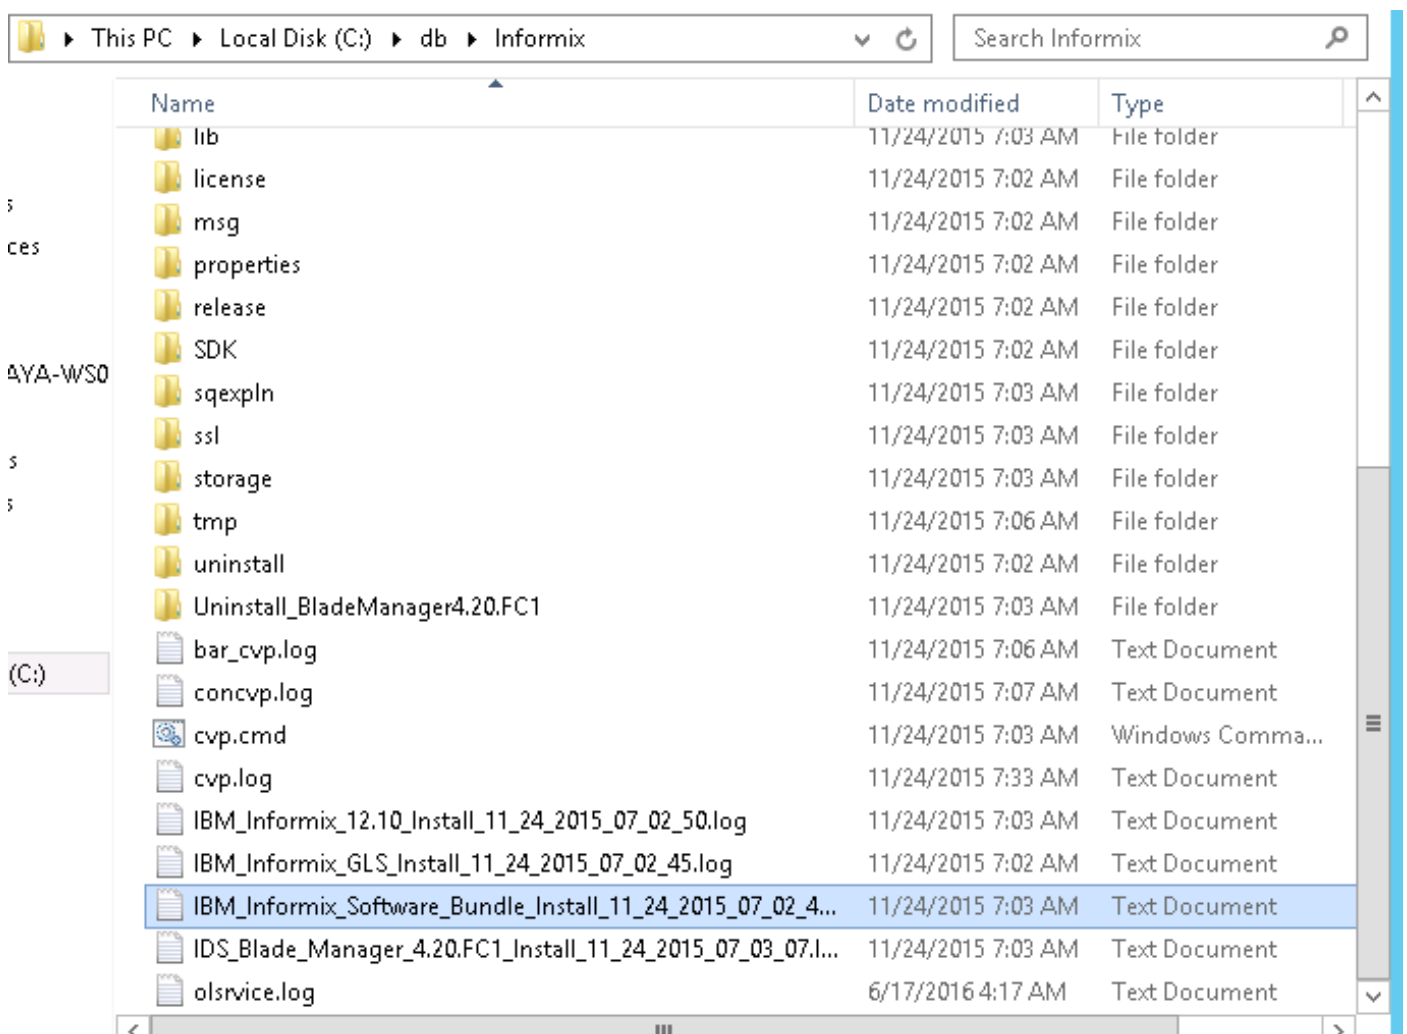 This PC Local Disk (C:) db Informix Search Informix
Name Date modified Type
lib 11/24/2015 7:03 AM File folder
license 11/24/2015 7:02 AM File folder
msg 11/24/2015 7:02 AM File folder
properties 11/24/2015 7:02 AM File folder
release 11/24/2015 7:02 AM File folder
SDK 11/24/2015 7:02 AM File folder
sqexpln 11/24/2015 7:03 AM File folder
ssl 11/24/2015 7:03 AM File folder
storage 11/24/2015 7:03 AM File folder
tmp 11/24/2015 7:06 AM File folder
uninstall 11/24/2015 7:02 AM File folder
Uninstall_BladeManager4.20.FC1 11/24/2015 7:03 AM File folder
bar_cvp.log 11/24/2015 7:06 AM Text Document
concvp.log 11/24/2015 7:07 AM Text Document
cvp.cmd 11/24/2015 7:03 AM Windows Comma...
cvp.log 11/24/2015 7:33 AM Text Document
IBM_Informix_12.10_Install_11_24_2015_07_02_50.log 11/24/2015 7:03 AM Text Document
IBM_Informix_GLS_Install_11_24_2015_07_02_45.log 11/24/2015 7:02 AM Text Document
IBM_Informix_Software_Bundle_Install_11_24_2015_07_02_4... 11/24/2015 7:03 AM Text Document
IDS_Blade_Manager_4.20.FC1_Install_11_24_2015_07_03_07.l... 11/24/2015 7:03 AM Text Document
olsrvice.log 6/17/2016 4:17 AM Text Document
s
ces
AYA-WS0
s
s
(C:)